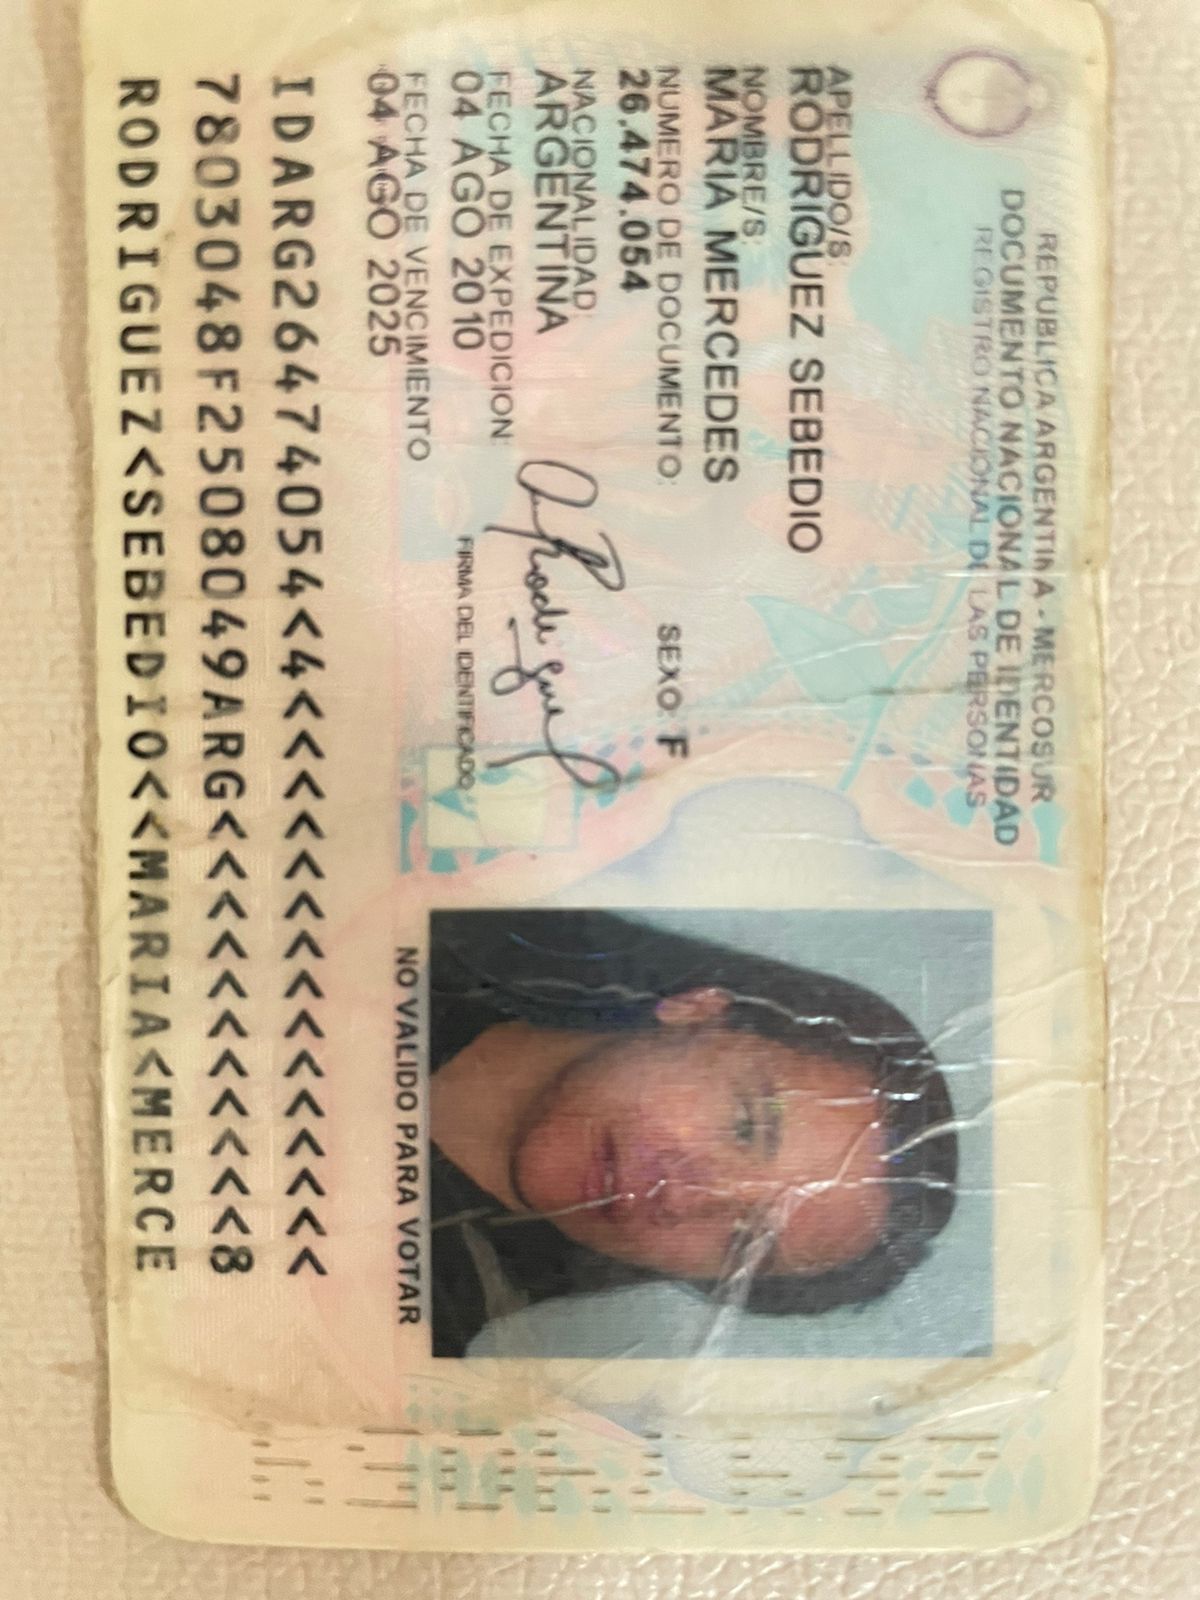 REPUBLICA ARGENTINA - MERCOSUR
DOCUMENTO NACIONAL DE IDENTIDAD
REGISTRO NACIONAL DE LAS PERSONAS
APELLIDO/S:
RODRIGUEZ SEBEDIO
NOMBRE/S:
MARIA MERCEDES
NUMERO DE DOCUMENTO:
26.474.054
SEXO: F
NACIONALIDAD:
ARGENTINA
FECHA DE EXPEDICION:
04 AGO 2010
FECHA DE VENCIMIENTO
04 AGO 2025
FIRMA DEL IDENTIFICADO
NO VALIDO PARA VOTAR
IDARG26474054<4<<<<<<<<<<<<<<<
7803048F2508049ARG<<<<<<<<<<<8
RODRIGUEZ<SEBEDIO<<MARIA<MERCE